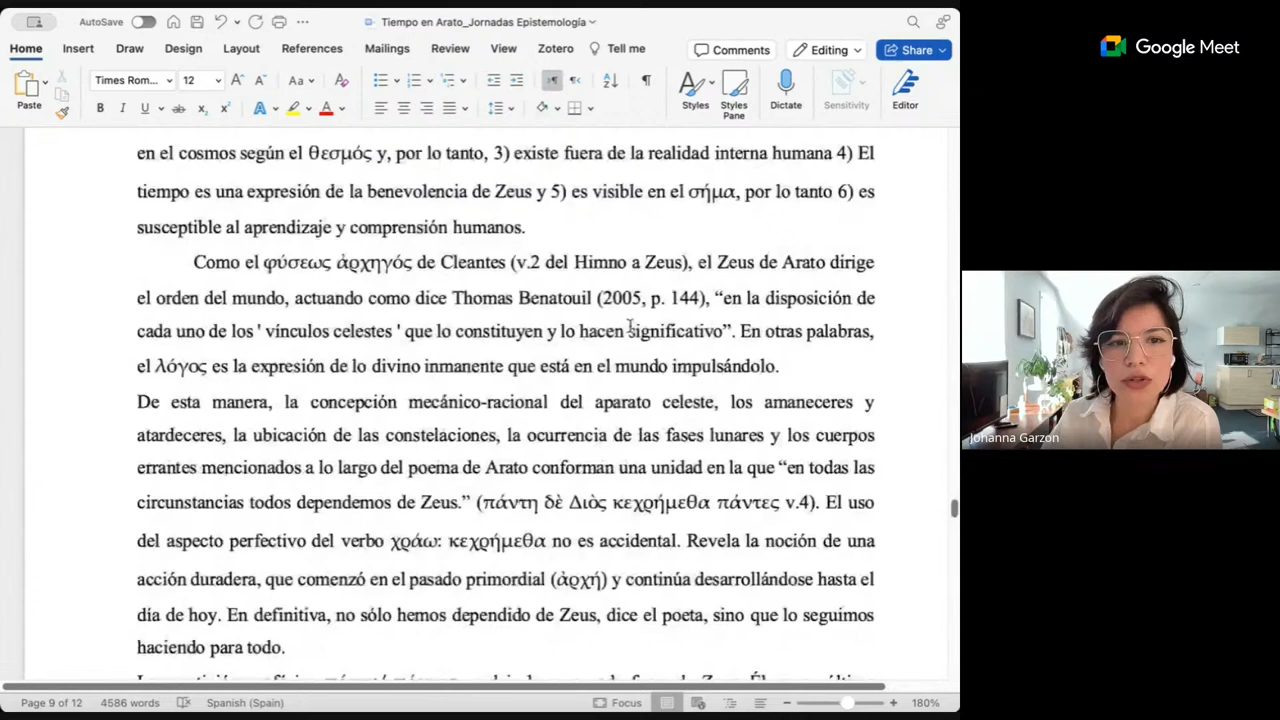 AutoSave
Tiempo en Arato_Jornadas Epistemología
Home Insert Draw Design Layout References Mailings Review View Zotero Tell me Comments Editing Share
Paste Times Rom... 12 Aa Styles Styles Pane Dictate Sensitivity Editor
en el cosmos según el θεσμός y, por lo tanto, 3) existe fuera de la realidad interna humana 4) El
tiempo es una expresión de la benevolencia de Zeus y 5) es visible en el σήμα, por lo tanto 6) es
susceptible al aprendizaje y comprensión humanos.
Como el φύσεως ἀρχηγός de Cleantes (v.2 del Himno a Zeus), el Zeus de Arato dirige
el orden del mundo, actuando como dice Thomas Benatouil (2005, p. 144), “en la disposición de
cada uno de los ' vínculos celestes ' que lo constituyen y lo hacen significativo”. En otras palabras,
el λόγος es la expresión de lo divino inmanente que está en el mundo impulsándolo.
De esta manera, la concepción mecánico-racional del aparato celeste, los amaneceres y
atardeceres, la ubicación de las constelaciones, la ocurrencia de las fases lunares y los cuerpos
errantes mencionados a lo largo del poema de Arato conforman una unidad en la que “en todas las
circunstancias todos dependemos de Zeus.” (πάντη δὲ Διὸς κεχρήμεθα πάντες v.4). El uso
del aspecto perfectivo del verbo χράω: κεχρήμεθα no es accidental. Revela la noción de una
acción duradera, que comenzó en el pasado primordial (ἀρχή) y continúa desarrollándose hasta el
día de hoy. En definitiva, no sólo hemos dependido de Zeus, dice el poeta, sino que lo seguimos
haciendo para todo.
Page 9 of 12 4586 words Spanish (Spain) Focus 180%
Google Meet
Johanna Garzon